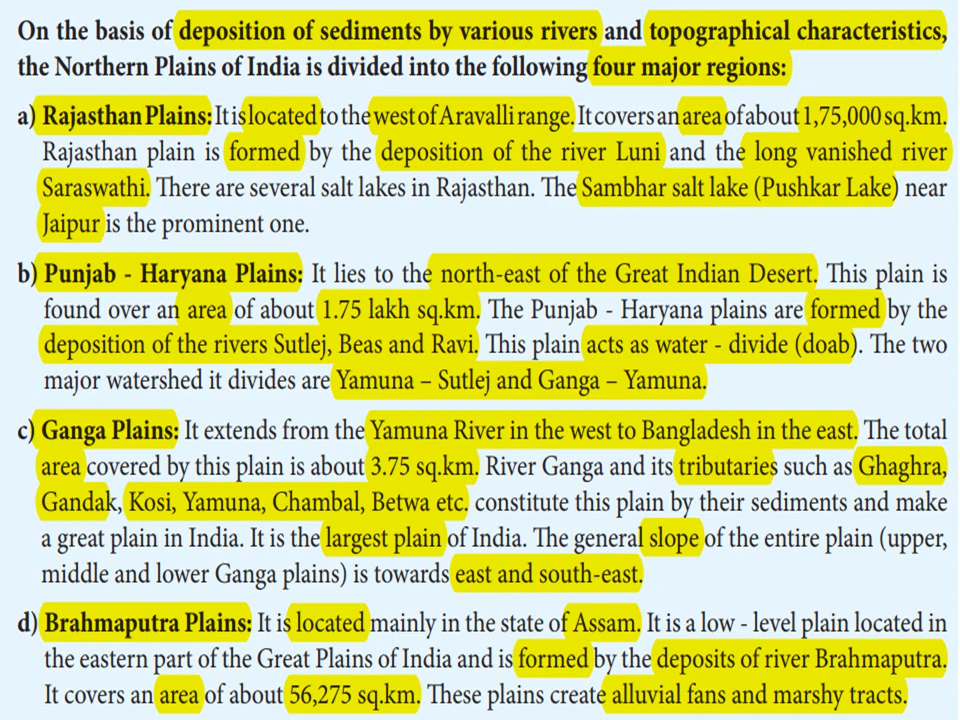 On the basis of deposition of sediments by various rivers and topographical characteristics,
the Northern Plains of India is divided into the following four major regions:
a) Rajasthan Plains: It is located to the west of Aravalli range. It covers an area of about 1,75,000 sq.km.
Rajasthan plain is formed by the deposition of the river Luni and the long vanished river
Saraswathi. There are several salt lakes in Rajasthan. The Sambhar salt lake (Pushkar Lake) near
Jaipur is the prominent one.
b) Punjab - Haryana Plains: It lies to the north-east of the Great Indian Desert. This plain is
found over an area of about 1.75 lakh sq.km. The Punjab - Haryana plains are formed by the
deposition of the rivers Sutlej, Beas and Ravi. This plain acts as water - divide (doab). The two
major watershed it divides are Yamuna – Sutlej and Ganga – Yamuna.
c) Ganga Plains: It extends from the Yamuna River in the west to Bangladesh in the east. The total
area covered by this plain is about 3.75 sq.km. River Ganga and its tributaries such as Ghaghra,
Gandak, Kosi, Yamuna, Chambal, Betwa etc. constitute this plain by their sediments and make
a great plain in India. It is the largest plain of India. The general slope of the entire plain (upper,
middle and lower Ganga plains) is towards east and south-east.
d) Brahmaputra Plains: It is located mainly in the state of Assam. It is a low - level plain located in
the eastern part of the Great Plains of India and is formed by the deposits of river Brahmaputra.
It covers an area of about 56,275 sq.km. These plains create alluvial fans and marshy tracts.